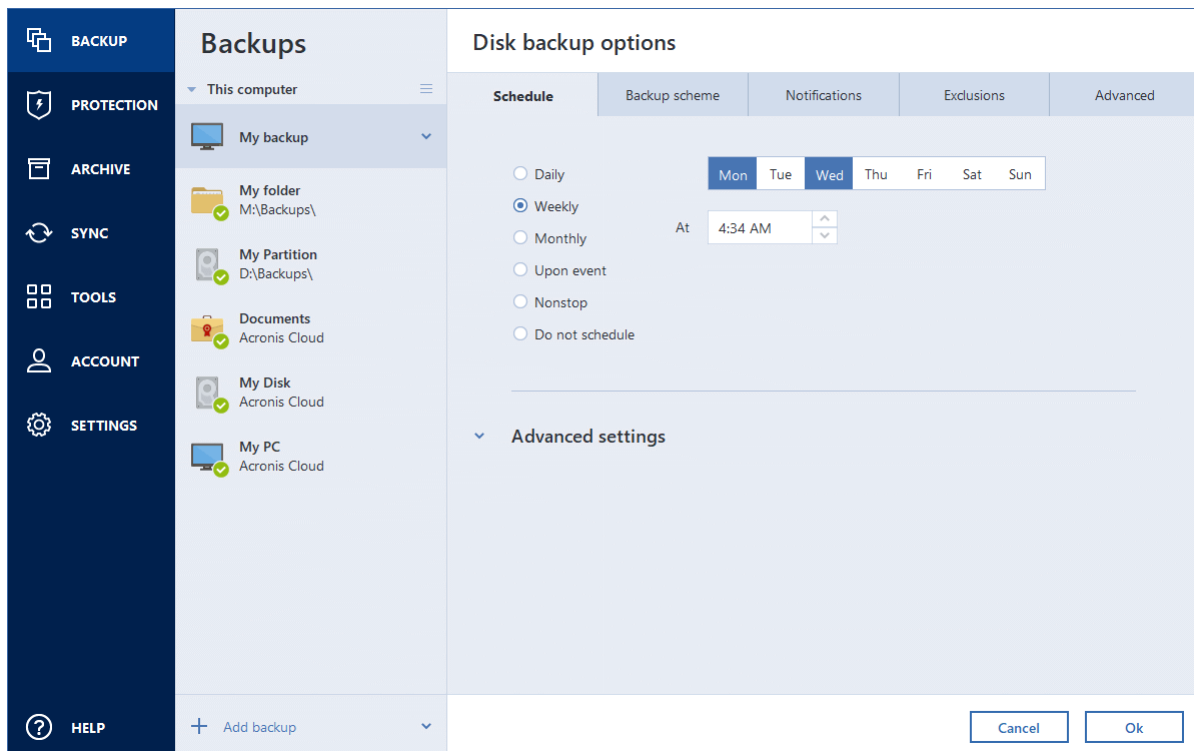 BACKUP
PROTECTION
ARCHIVE
SYNC
TOOLS
ACCOUNT
SETTINGS
HELP
Backups
This computer
My backup
My folder
M:\Backups\
My Partition
D:\Backups\
Documents
Acronis Cloud
My Disk
Acronis Cloud
My PC
Acronis Cloud
Add backup
Disk backup options
Schedule Backup scheme Notifications Exclusions Advanced
Daily
Weekly
Monthly
Upon event
Nonstop
Do not schedule
Mon Tue Wed Thu Fri Sat Sun
At 4:34 AM
Advanced settings
Cancel Ok